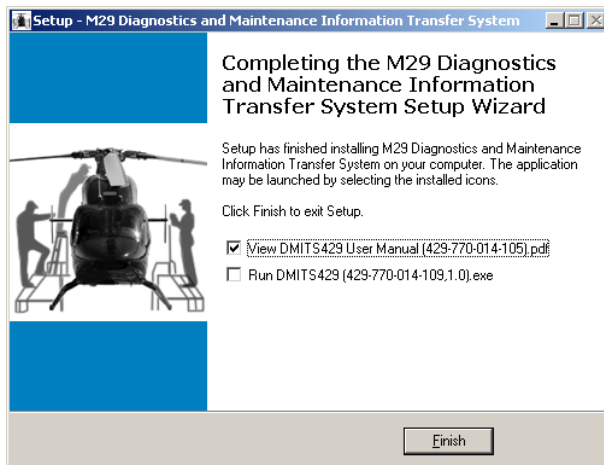 Setup - M29 Diagnostics and Maintenance Information Transfer System
Completing the M29 Diagnostics
and Maintenance Information
Transfer System Setup Wizard
Setup has finished installing M29 Diagnostics and Maintenance
Information Transfer System on your computer. The application
may be launched by selecting the installed icons.
Click Finish to exit Setup.
View DMITS429 User Manual (429-770-014-105).pdf
Run DMITS429 (429-770-014-109,1.0).exe
Finish